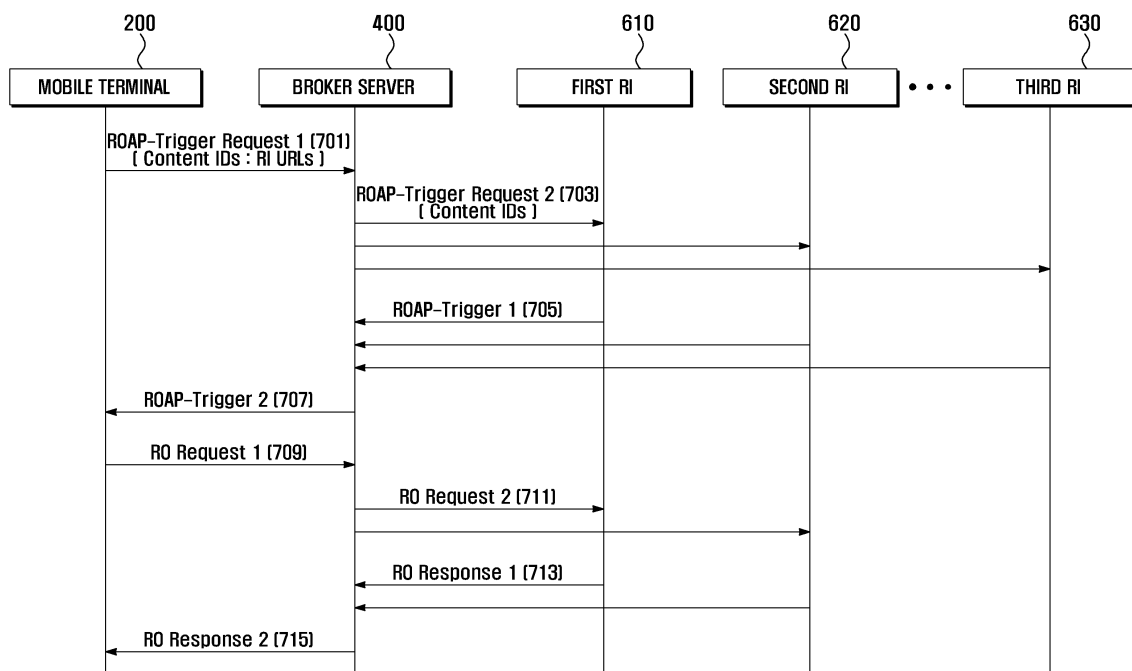 200 400 610 620 630
MOBILE TERMINAL BROKER SERVER FIRST RI SECOND RI • • • THIRD RI
ROAP-Trigger Request 1 (701)
( Content IDs : RI URLs )
ROAP-Trigger Request 2 (703)
( Content IDs )
ROAP-Trigger 1 (705)
ROAP-Trigger 2 (707)
RO Request 1 (709)
RO Request 2 (711)
RO Response 1 (713)
RO Response 2 (715)